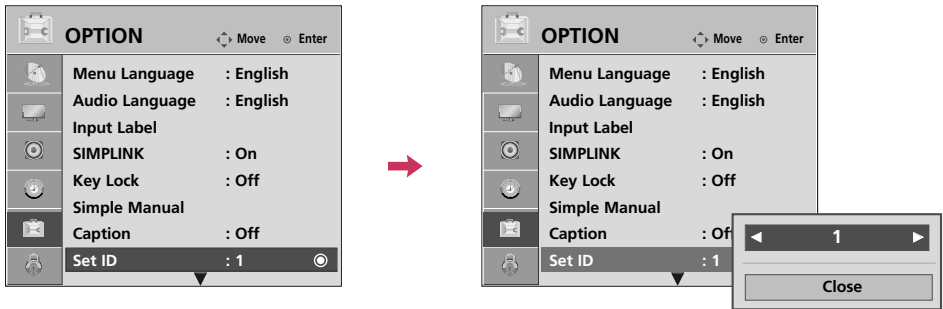 OPTION Move Enter
Menu Language : English
Audio Language : English
Input Label
SIMPLINK : On
Key Lock : Off
Simple Manual
Caption : Off
Set ID : 1
OPTION Move Enter
Menu Language : English
Audio Language : English
Input Label
SIMPLINK : On
Key Lock : Off
Simple Manual
Caption : Of
Set ID : 1
1
Close